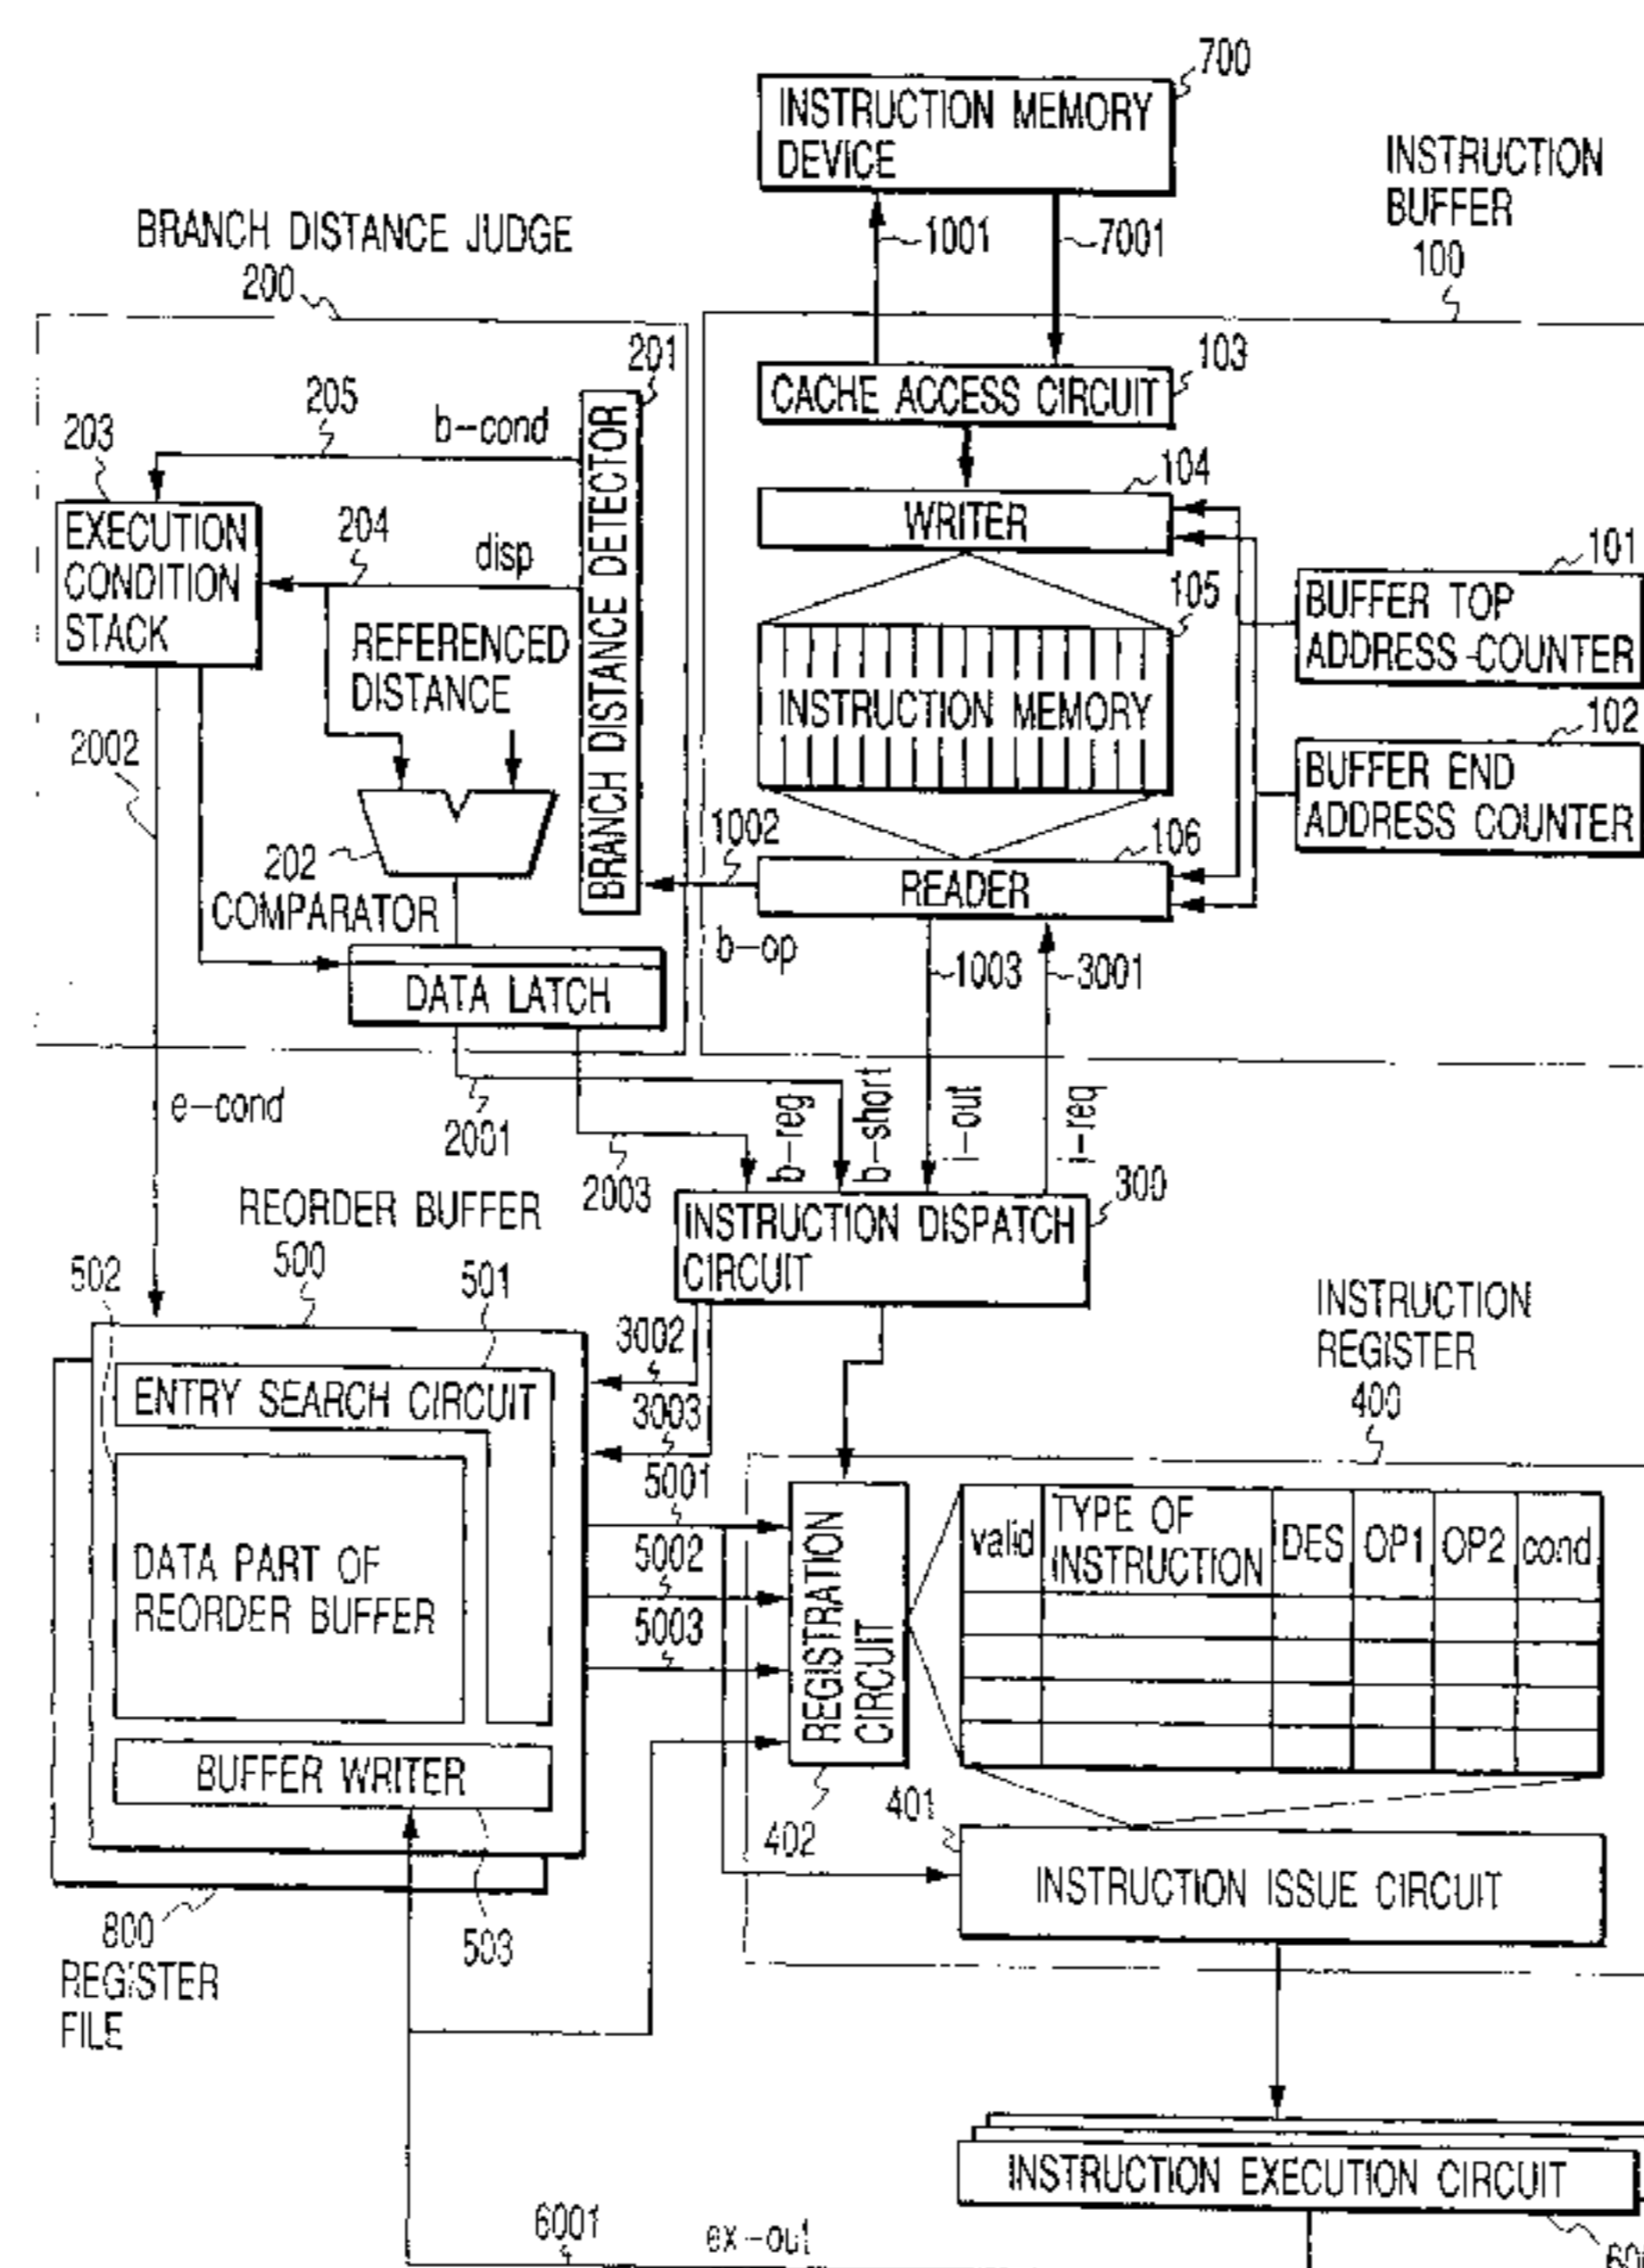 700
INSTRUCTION MEMORY
DEVICE
INSTRUCTION
BUFFER
100
BRANCH DISTANCE JUDGE
200
1001
7001
201
103
CACHE ACCESS CIRCUIT
205
b-cond
203
104
WRITER
EXECUTION
CONDITION
STACK
204
disp
BRANCH DISTANCE DETECTOR
101
BUFFER TOP
ADDRESS COUNTER
105
REFERENCED
DISTANCE
INSTRUCTION MEMORY
102
BUFFER END
ADDRESS COUNTER
2002
202
COMPARATOR
1002
106
READER
b-op
1003
3001
DATA LATCH
e-cond
2001
2003
b-reg
b-short
i-out
i-req
300
INSTRUCTION DISPATCH
CIRCUIT
REORDER BUFFER
500
502
501
INSTRUCTION
REGISTER
400
3002
ENTRY SEARCH CIRCUIT
3003
5001
DATA PART OF
REORDER BUFFER
5002
5003
REGISTRATION
CIRCUIT
valid
TYPE OF
INSTRUCTION
DES
OP1
OP2
cond
BUFFER WRITER
402
401
INSTRUCTION ISSUE CIRCUIT
800
REGISTER
FILE
503
INSTRUCTION EXECUTION CIRCUIT
6001
ex-out